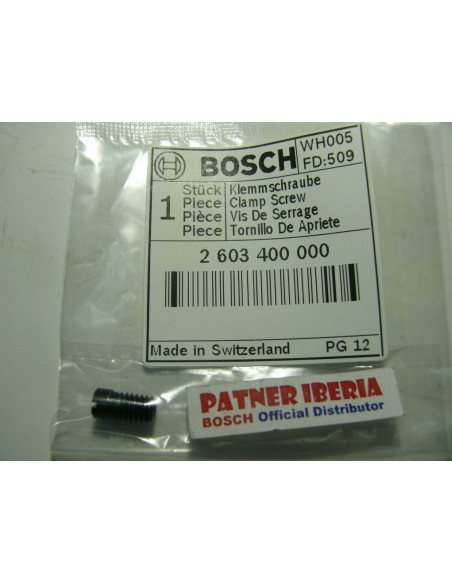 BOSCH
WH005
FD:509
1 Stück Klemmschraube
Piece Clamp Screw
Pièce Vis De Serrage
Piece Tornillo De Apriete
2 603 400 000
Made in Switzerland PG 12
PATNER IBERIA
BOSCH Official Distributor